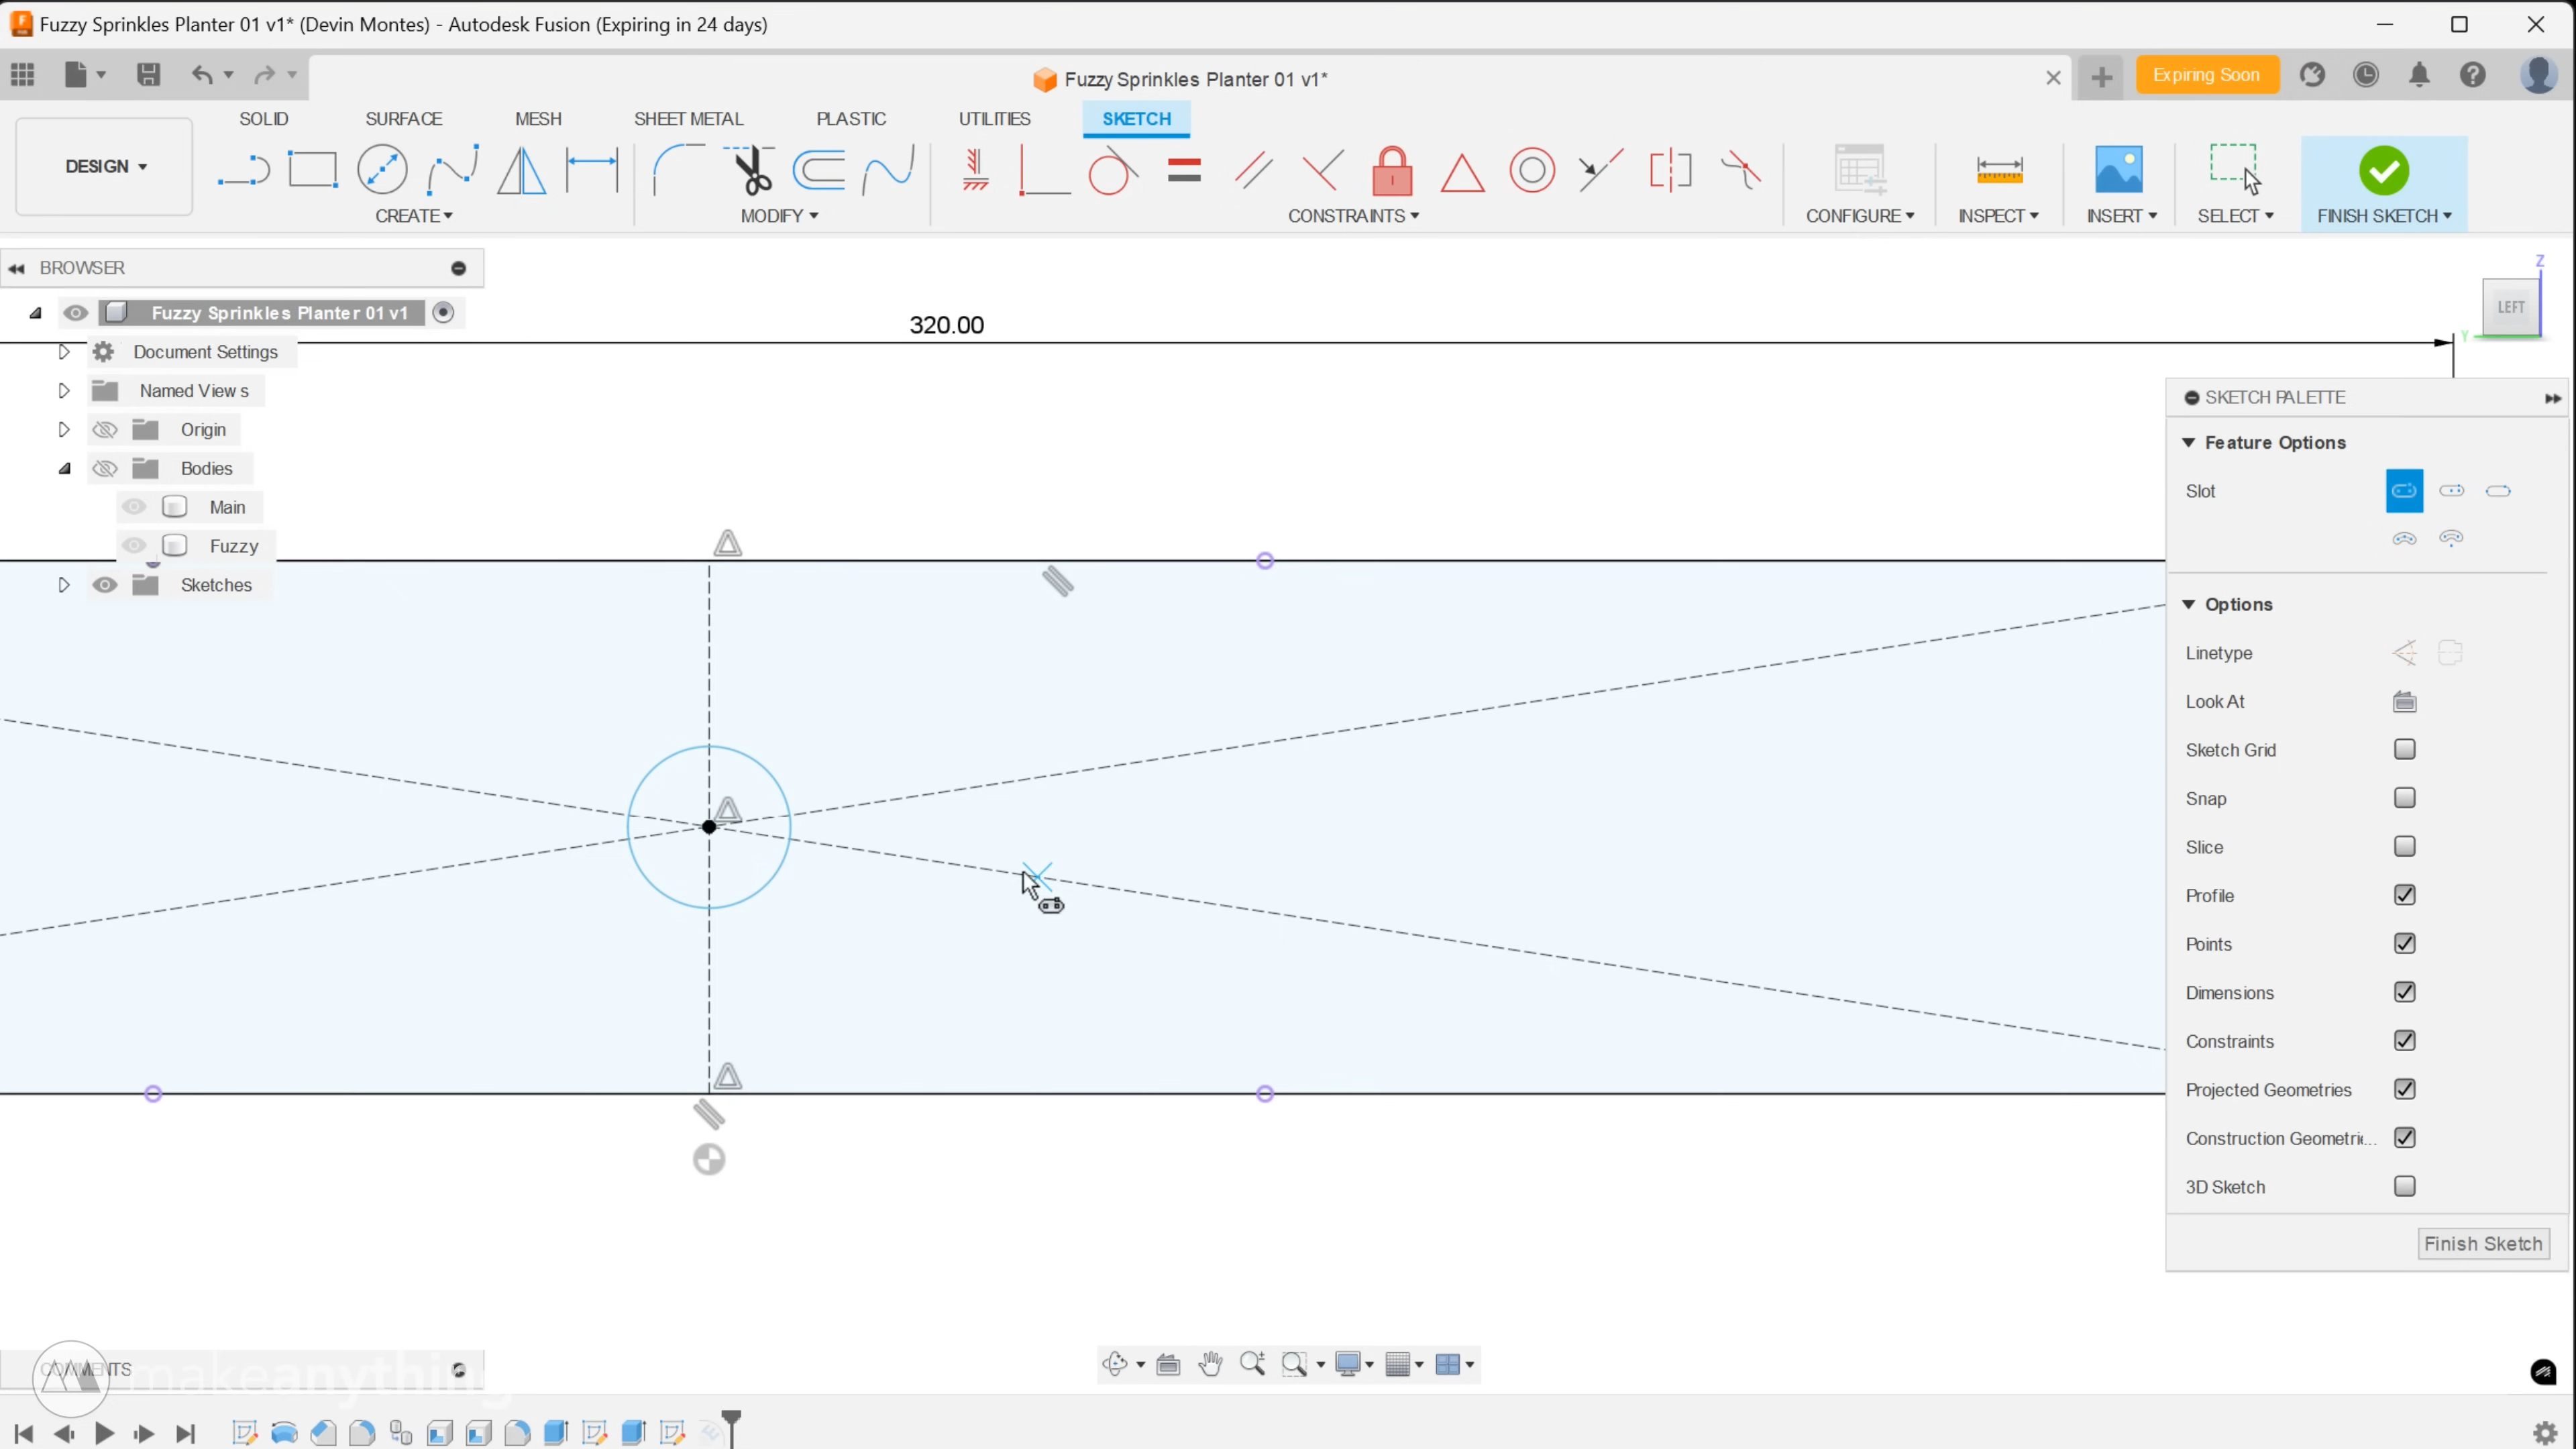 Fuzzy Sprinkles Planter 01 v1* (Devin Montes) - Autodesk Fusion (Expiring in 24 days)
Fuzzy Sprinkles Planter 01 v1*
Expiring Soon
SOLID
SURFACE
MESH
SHEET METAL
PLASTIC
UTILITIES
SKETCH
DESIGN
CREATE
MODIFY
CONSTRAINTS
CONFIGURE
INSPECT
INSERT
SELECT
FINISH SKETCH
BROWSER
Fuzzy Sprinkles Planter 01 v1
Document Settings
Named Views
Origin
Bodies
Main
Fuzzy
Sketches
320.00
Z
LEFT
Y
SKETCH PALETTE
Feature Options
Slot
Options
Linetype
Look At
Sketch Grid
Snap
Slice
Profile
Points
Dimensions
Constraints
Projected Geometries
Construction Geometri...
3D Sketch
Finish Sketch
COMMENTS
makeanything